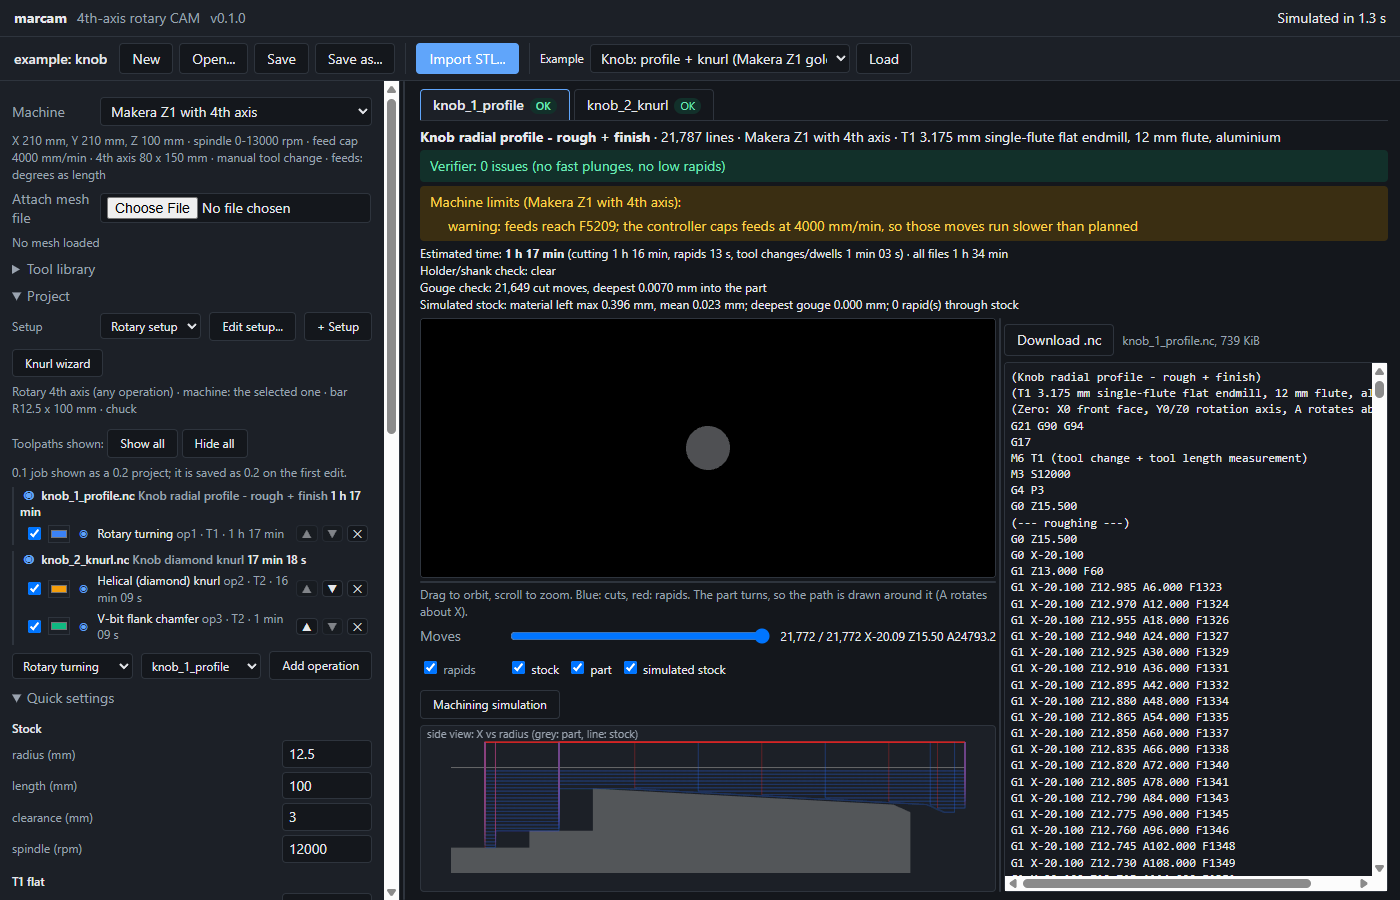 marcam 4th-axis rotary CAM v0.1.0
Simulated in 1.3 s
example: knob New Open... Save Save as... Import STL... Example Knob: profile + knurl (Makera Z1 gol Load
Machine Makera Z1 with 4th axis
X 210 mm, Y 210 mm, Z 100 mm · spindle 0-13000 rpm · feed cap
4000 mm/min · 4th axis 80 x 150 mm · manual tool change · feeds:
degrees as length
Attach mesh
file
Choose File No file chosen
No mesh loaded
▶ Tool library
▼ Project
Setup Rotary setup Edit setup... + Setup
Knurl wizard
Rotary 4th axis (any operation) · machine: the selected one · bar
R12.5 x 100 mm · chuck
Toolpaths shown: Show all Hide all
0.1 job shown as a 0.2 project; it is saved as 0.2 on the first edit.
knob_1_profile.nc Knob radial profile - rough + finish 1 h 17
min
Rotary turning op1 · T1 · 1 h 17 min ▲ ▼ ✕
knob_2_knurl.nc Knob diamond knurl 17 min 18 s
Helical (diamond) knurl op2 · T2 · 16
min 09 s
▲ ▼ ✕
V-bit flank chamfer op3 · T2 · 1 min
09 s
▲ ▼ ✕
Rotary turning knob_1_profile Add operation
▼ Quick settings
Stock
radius (mm) 12.5
length (mm) 100
clearance (mm) 3
spindle (rpm) 12000
T1 flat
knob_1_profile OK knob_2_knurl OK
Knob radial profile - rough + finish · 21,787 lines · Makera Z1 with 4th axis · T1 3.175 mm single-flute flat endmill, 12 mm flute, aluminium
Verifier: 0 issues (no fast plunges, no low rapids)
Machine limits (Makera Z1 with 4th axis):
warning: feeds reach F5209; the controller caps feeds at 4000 mm/min, so those moves run slower than planned
Estimated time: 1 h 17 min (cutting 1 h 16 min, rapids 13 s, tool changes/dwells 1 min 03 s) · all files 1 h 34 min
Holder/shank check: clear
Gouge check: 21,649 cut moves, deepest 0.0070 mm into the part
Simulated stock: material left max 0.396 mm, mean 0.023 mm; deepest gouge 0.000 mm; 0 rapid(s) through stock
Drag to orbit, scroll to zoom. Blue: cuts, red: rapids. The part turns, so the path is drawn around it (A rotates
about X).
Moves 21,772 / 21,772 X-20.09 Z15.50 A24793.2
rapids stock part simulated stock
Machining simulation
side view: X vs radius (grey: part, line: stock)
Download .nc knob_1_profile.nc, 739 KiB
(Knob radial profile - rough + finish)
(T1 3.175 mm single-flute flat endmill, 12 mm flute, al
(Zero: X0 front face, Y0/Z0 rotation axis, A rotates ab
G21 G90 G94
G17
M6 T1 (tool change + tool length measurement)
M3 S12000
G4 P3
G0 Z15.500
(--- roughing ---)
G0 Z15.500
G0 X-20.100
G1 Z13.000 F60
G1 X-20.100 Z12.985 A6.000 F1323
G1 X-20.100 Z12.970 A12.000 F1324
G1 X-20.100 Z12.955 A18.000 F1326
G1 X-20.100 Z12.940 A24.000 F1327
G1 X-20.100 Z12.925 A30.000 F1329
G1 X-20.100 Z12.910 A36.000 F1331
G1 X-20.100 Z12.895 A42.000 F1332
G1 X-20.100 Z12.880 A48.000 F1334
G1 X-20.100 Z12.865 A54.000 F1335
G1 X-20.100 Z12.850 A60.000 F1337
G1 X-20.100 Z12.835 A66.000 F1338
G1 X-20.100 Z12.820 A72.000 F1340
G1 X-20.100 Z12.805 A78.000 F1341
G1 X-20.100 Z12.790 A84.000 F1343
G1 X-20.100 Z12.775 A90.000 F1345
G1 X-20.100 Z12.760 A96.000 F1346
G1 X-20.100 Z12.745 A102.000 F1348
G1 X-20.100 Z12.730 A108.000 F1349